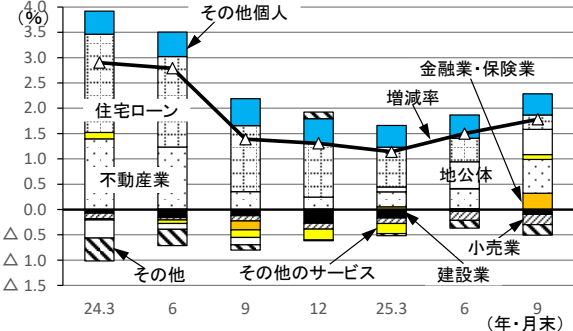 (%)
4.0
3.5
3.0
2.5
2.0
1.5
1.0
0.5
0.0
△ 0.5
△ 1.0
△ 1.5
その他個人
金融業・保険業
増減率
住宅ローン
不動産業
地公体
小売業
その他
その他のサービス
建設業
24.3 6 9 12 25.3 6 9
(年・月末)